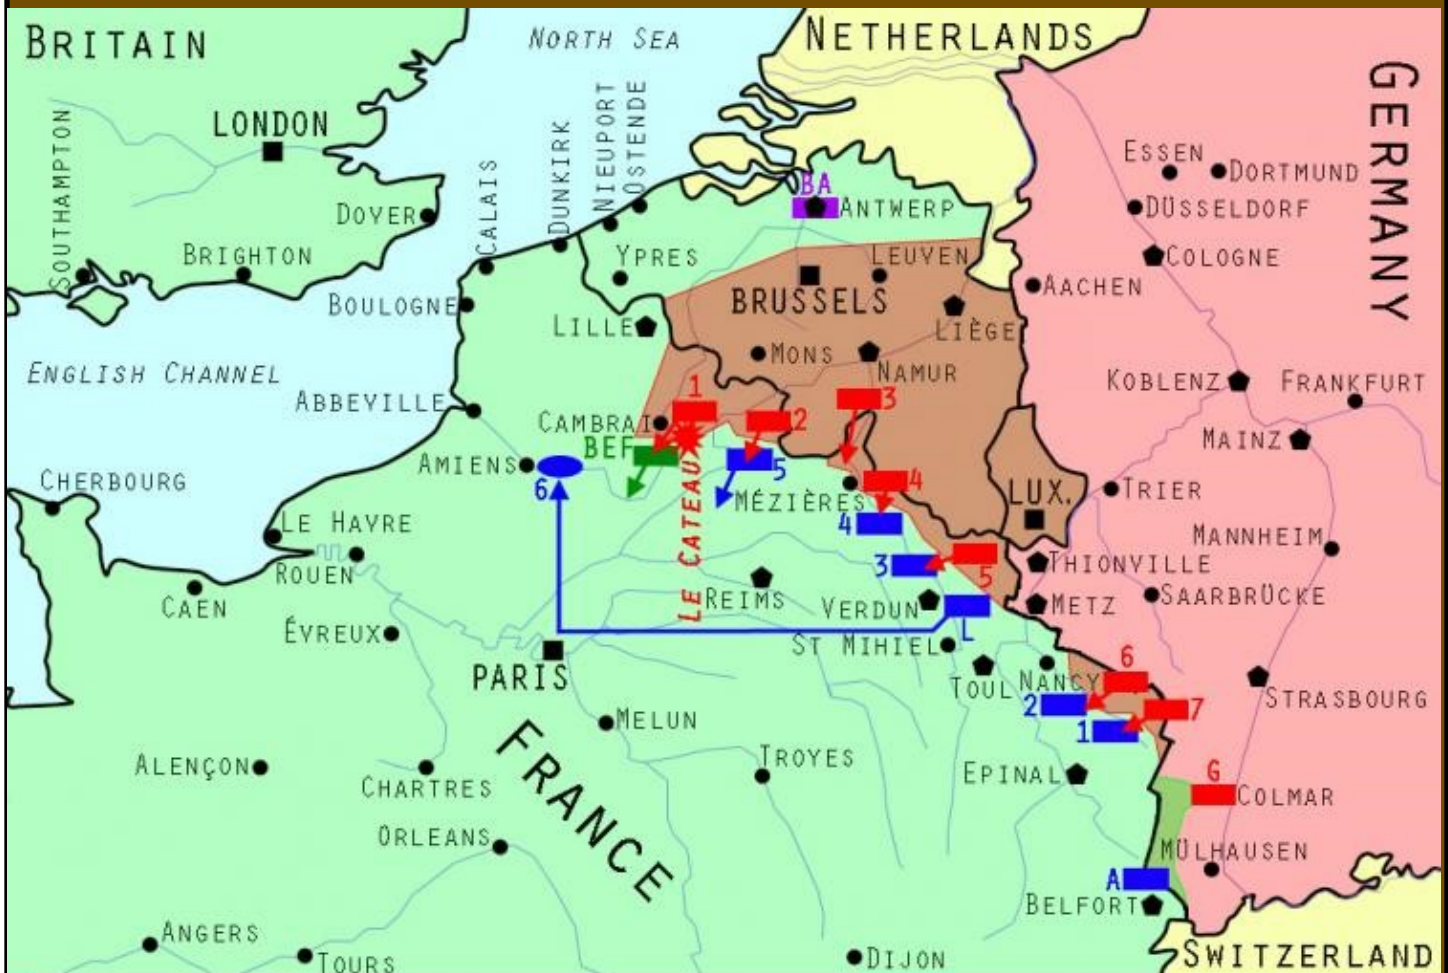 BRITAIN
NORTH SEA
NETHERLANDS
GERMANY
LONDON
SOUTHAMPTON
DOVER
BRIGHTON
CALAIS
DUNKIRK
NIEUPORT
OSTENDE
BA
ANTWERP
ESSEN
DORTMUND
DÜSSELDORF
COLOGNE
AACHEN
YPRES
LEUVEN
BRUSSELS
LIÈGE
BOULOGNE
LILLE
MONS
NAMUR
ENGLISH CHANNEL
KOBLENZ
FRANKFURT
ABBEVILLE
CAMBRAI
1
2
3
BEF
MAINZ
AMIENS
6
5
MÉZIÈRES
4
LUX.
TRIER
CHERBOURG
LE CATEAU
4
MANNHEIM
LE HAVRE
ROUEN
3
5
THIONVILLE
CAEN
REIMS
VERDUN
L
METZ
SAARBRÜCKE
ÉVREUX
ST MIHIEL
PARIS
TOUL
NANCY
6
STRASBOURG
2
7
1
MELUN
FRANCE
TROYES
ALENÇON
CHARTRES
EPINAL
G
COLMAR
ORLEANS
MÜLHAUSEN
A
BELFORT
ANGERS
TOURS
DIJON
SWITZERLAND